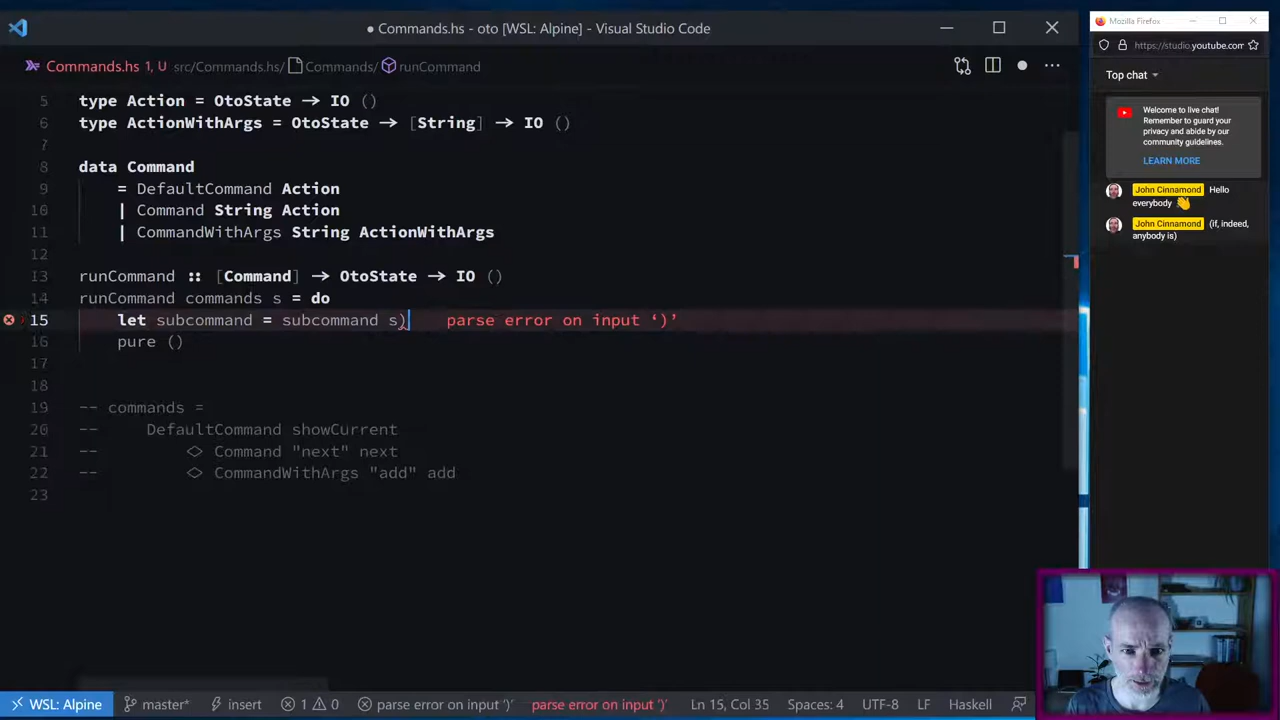 ● Commands.hs - oto [WSL: Alpine] - Visual Studio Code
Commands.hs 1, U
src/Commands.hs/ Commands/ runCommand
5 type Action = OtoState → IO ()
6 type ActionWithArgs = OtoState → [String] → IO ()
7
8 data Command
9 = DefaultCommand Action
10 | Command String Action
11 | CommandWithArgs String ActionWithArgs
12
13 runCommand :: [Command] → OtoState → IO ()
14 runCommand commands s = do
15 let subcommand = subcommand s) parse error on input ‘)’
16 pure ()
17
18
19 -- commands =
20 -- DefaultCommand showCurrent
21 -- <> Command "next" next
22 -- <> CommandWithArgs "add" add
23
WSL: Alpine master* insert 1 0 parse error on input ‘)’ parse error on input ‘)’ Ln 15, Col 35 Spaces: 4 UTF-8 LF Haskell
Mozilla Firefox
https://studio.youtube.com
Top chat
Welcome to live chat!
Remember to guard your
privacy and abide by our
community guidelines.
LEARN MORE
John Cinnamond Hello
everybody 👋
John Cinnamond (if, indeed,
anybody is)